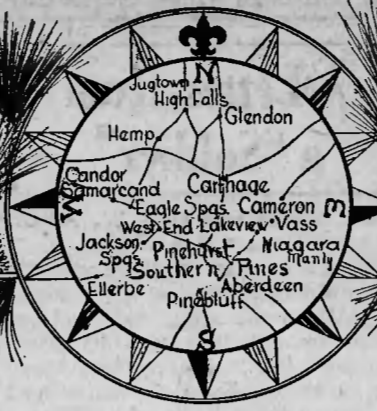 N
Jugtown
High Falls
Glendon
Hemp
Candor
Samarcand
Carthage
W
Eagle Spgs. Cameron E
West End Lakeview Vass
Jackson Spgs.
Pinehurst
Niagara
Manly
Southern Pines
Ellerbe
Aberdeen
Pinebluff
S